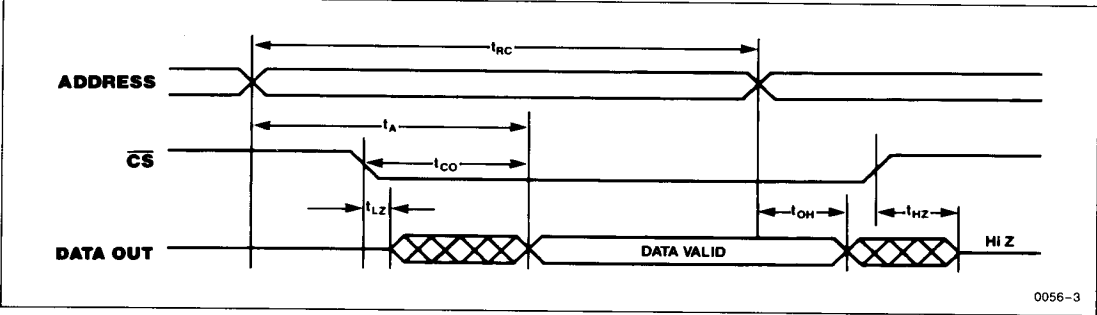 tRC
ADDRESS
tA
CS
tCO
tLZ
tOH
tHZ
DATA OUT
DATA VALID
Hi Z
0056-3